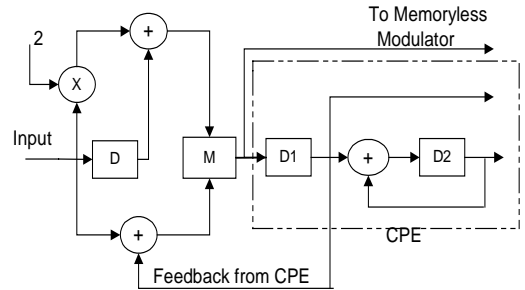 To Memoryless
Modulator
2
+
X
Input
D
M
D1
+
D2
+
CPE
Feedback from CPE